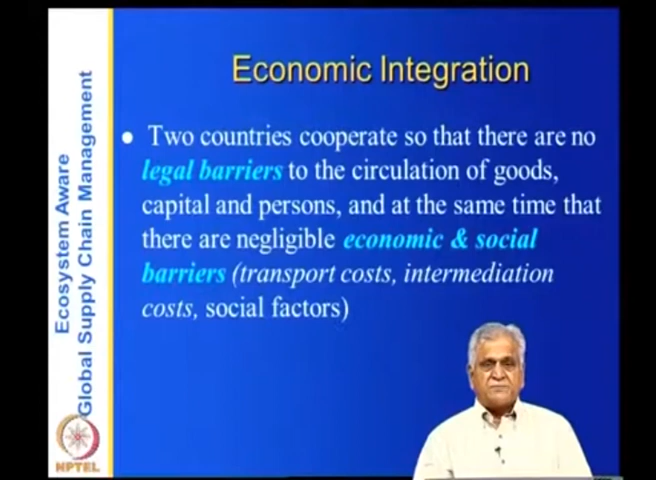 Economic Integration
Two countries cooperate so that there are no
legal barriers to the circulation of goods,
capital and persons, and at the same time that
there are negligible economic & social
barriers (transport costs, intermediation
costs, social factors)
Ecosystem Aware
Global Supply Chain Management
NPTEL